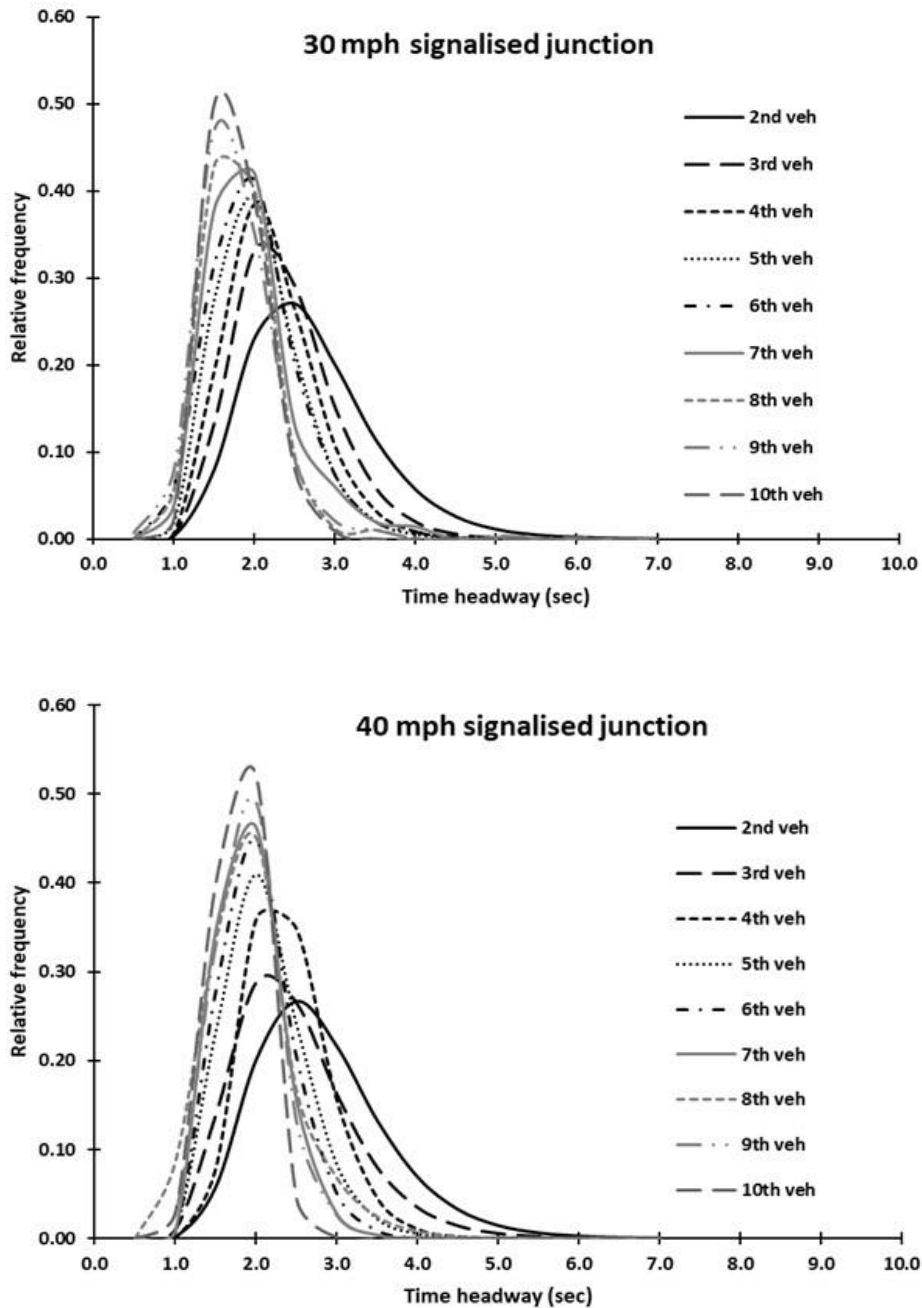 30 mph signalised junction
0.60
0.50
0.40
0.30
0.20
0.10
0.00
Relative frequency
2nd veh
3rd veh
4th veh
5th veh
6th veh
7th veh
8th veh
9th veh
10th veh
0.0 1.0 2.0 3.0 4.0 5.0 6.0 7.0 8.0 9.0 10.0
Time headway (sec)
40 mph signalised junction
0.60
0.50
0.40
0.30
0.20
0.10
0.00
Relative frequency
2nd veh
3rd veh
4th veh
5th veh
6th veh
7th veh
8th veh
9th veh
10th veh
0.0 1.0 2.0 3.0 4.0 5.0 6.0 7.0 8.0 9.0 10.0
Time headway (sec)